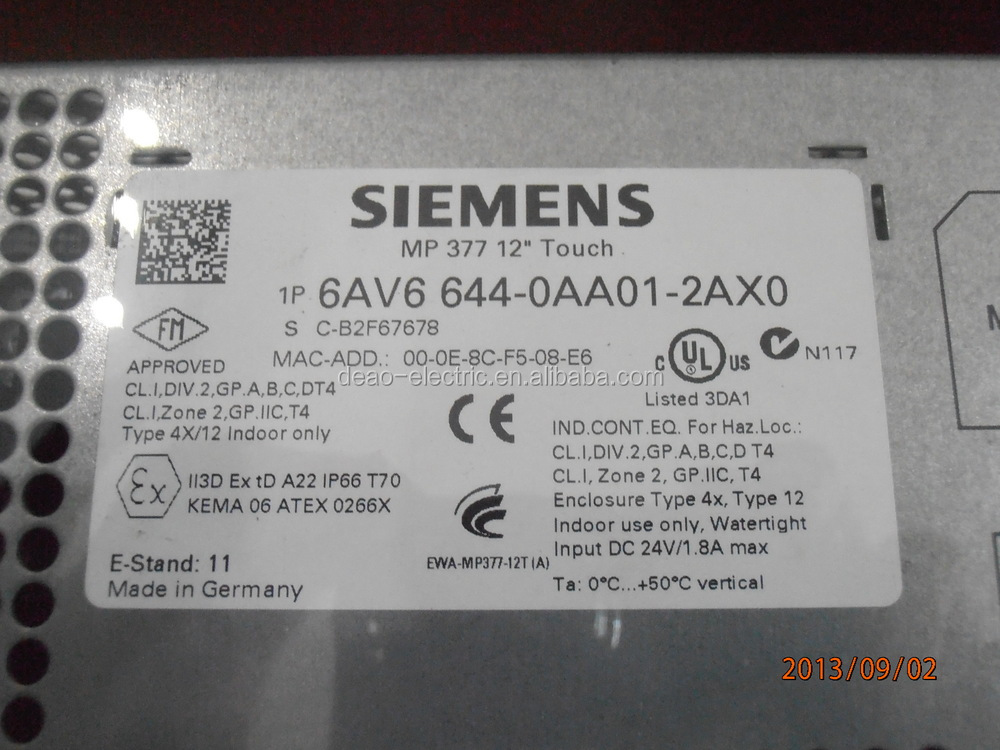 SIEMENS
MP 377 12" Touch
1P 6AV6 644-0AA01-2AX0
S C-B2F67678
MAC-ADD.: 00-0E-8C-F5-08-E6
deao-electric.en.alibaba.com
FM
APPROVED
CL.I,DIV.2,GP.A,B,C,DT4
CL.I,Zone 2,GP.IIC,T4
Type 4X/12 Indoor only
CE
c UL US
N117
Listed 3DA1
IND.CONT.EQ. For Haz.Loc.:
CL.I,DIV.2,GP.A,B,C,D T4
CL.I, Zone 2, GP.IIC, T4
Enclosure Type 4x, Type 12
Indoor use only, Watertight
Input DC 24V/1.8A max
Ta: 0°C...+50°C vertical
Ex
II3D Ex tD A22 IP66 T70
KEMA 06 ATEX 0266X
EWA-MP377-12T(A)
E-Stand: 11
Made in Germany
2013/09/02